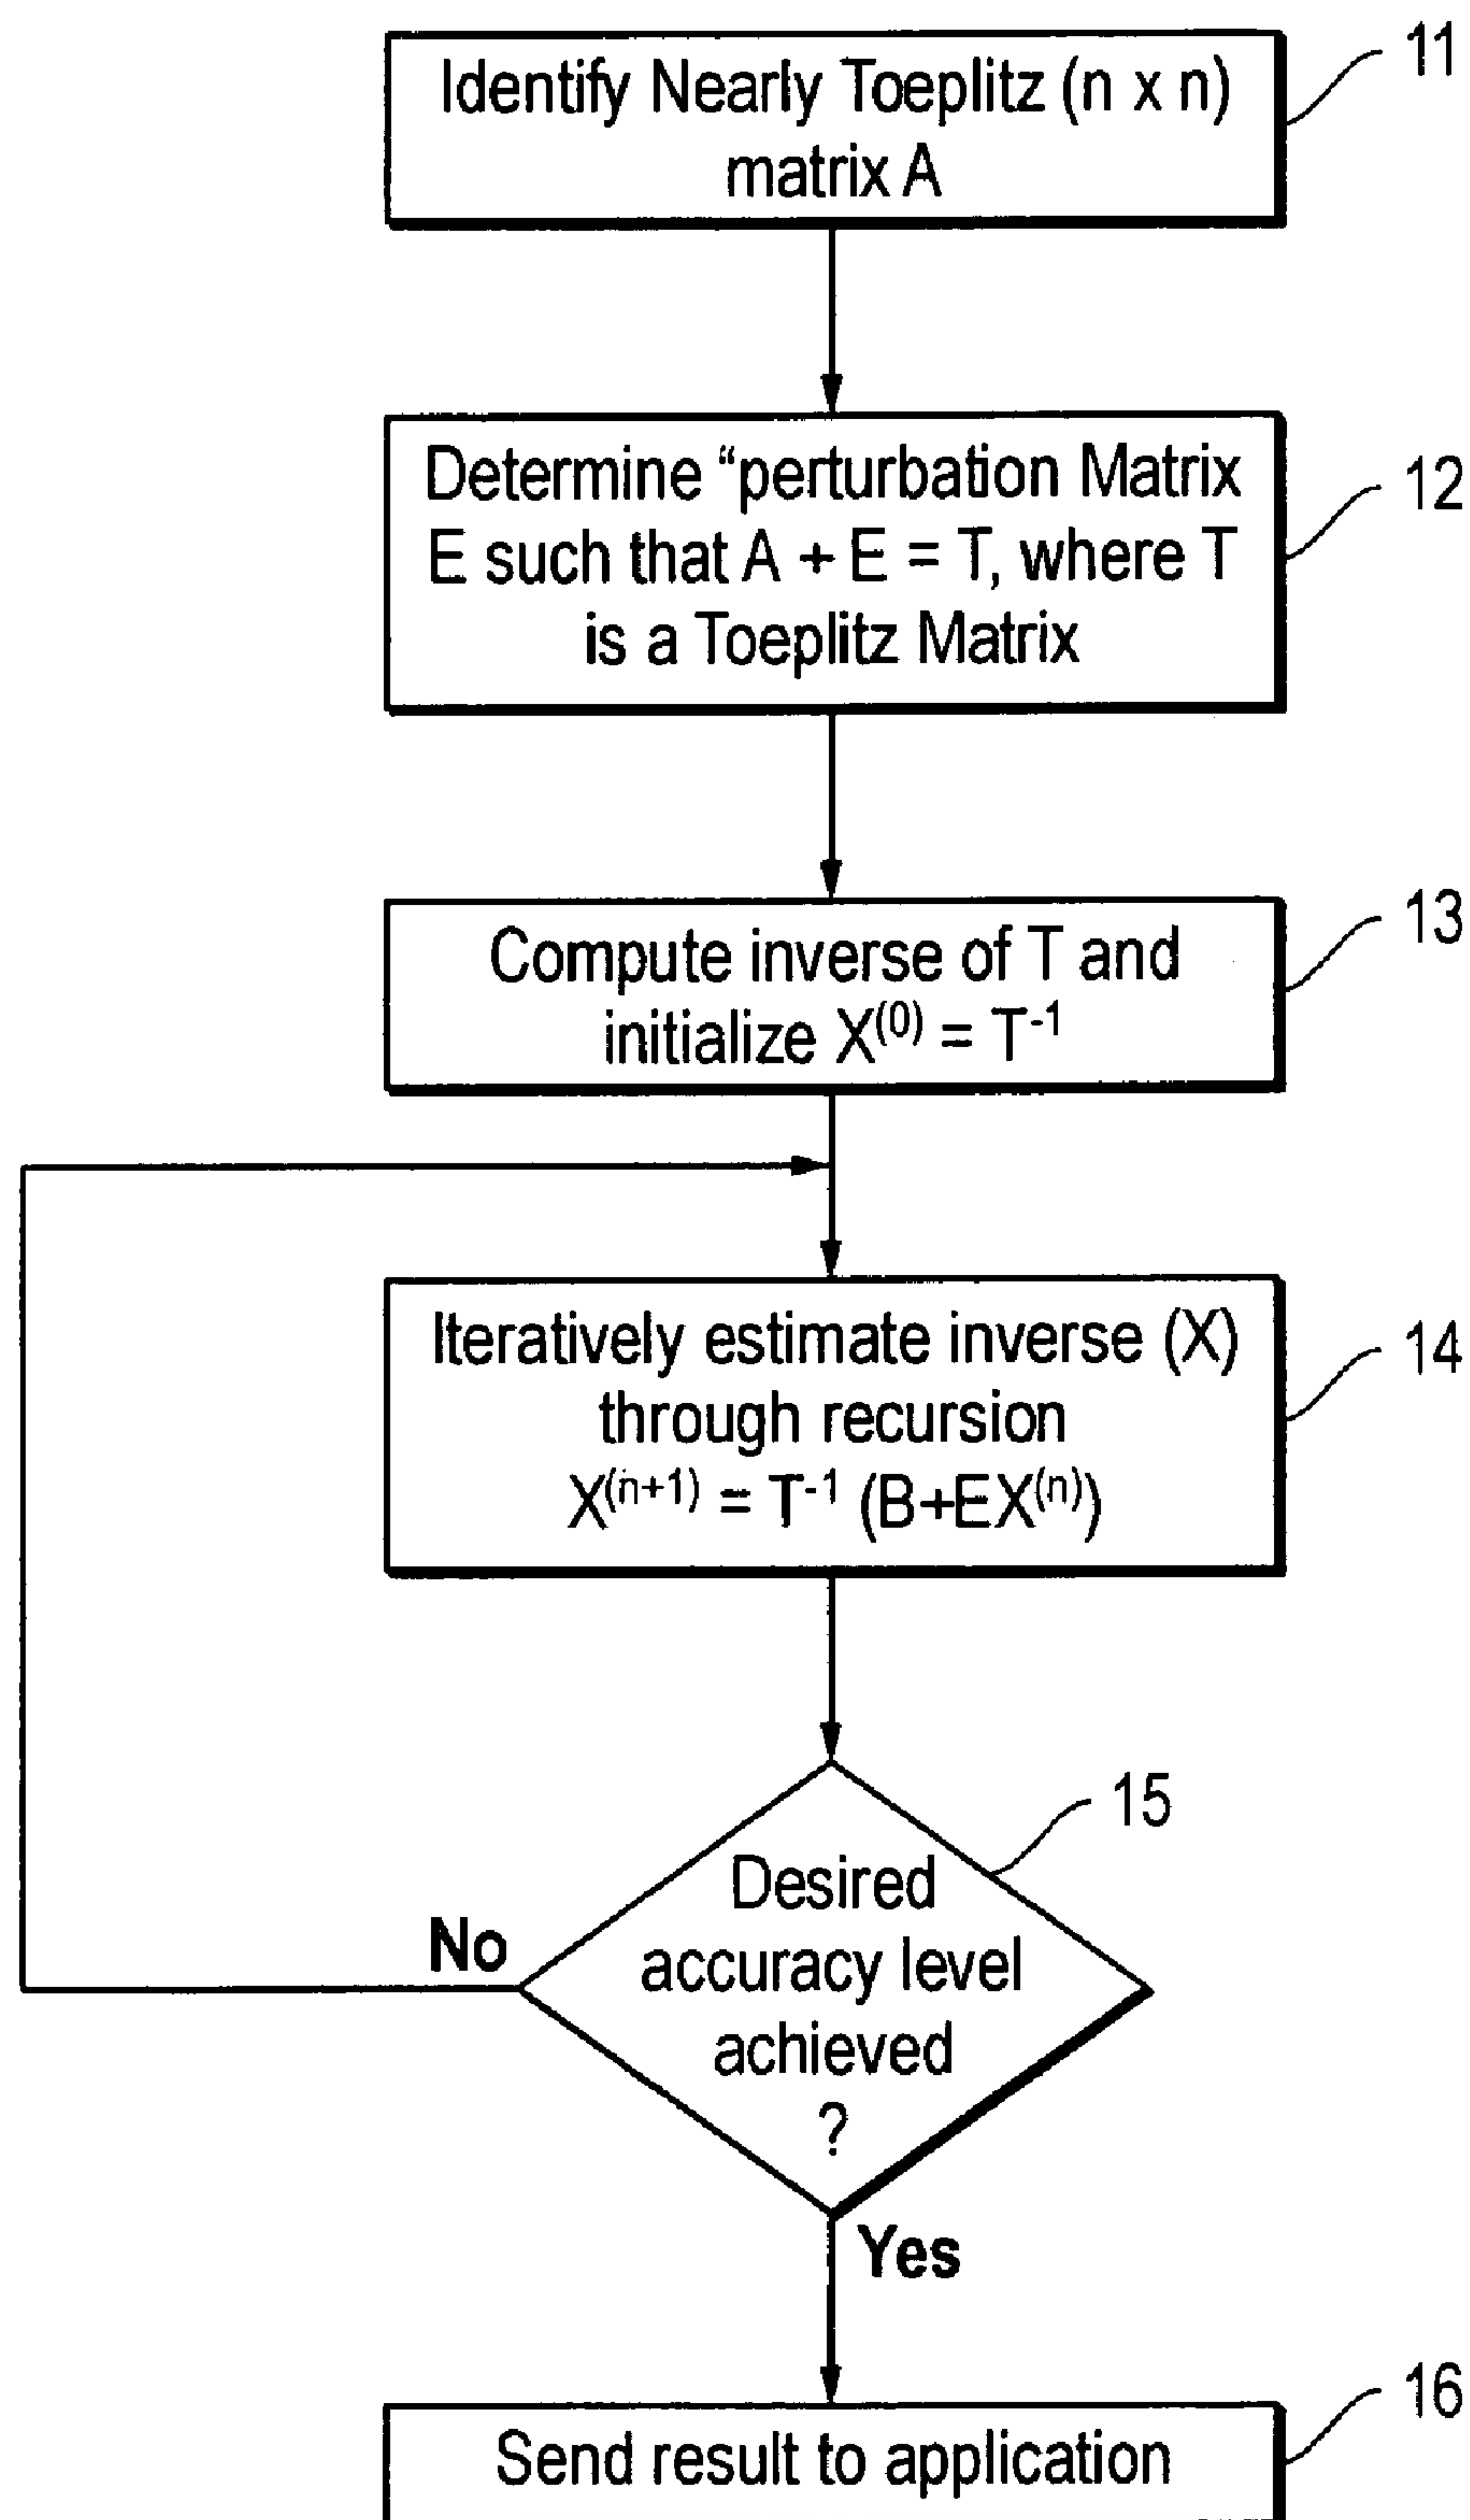 11
Identify Nearly Toeplitz (n x n)
matrix A
12
Determine “perturbation Matrix
E such that A + E = T, where T
is a Toeplitz Matrix
13
Compute inverse of T and
initialize X⁽⁰⁾ = T⁻¹
14
Iteratively estimate inverse (X)
through recursion
X⁽ⁿ⁺¹⁾ = T⁻¹ (B+EX⁽ⁿ⁾)
15
Desired
accuracy level
achieved
?
No
Yes
16
Send result to application